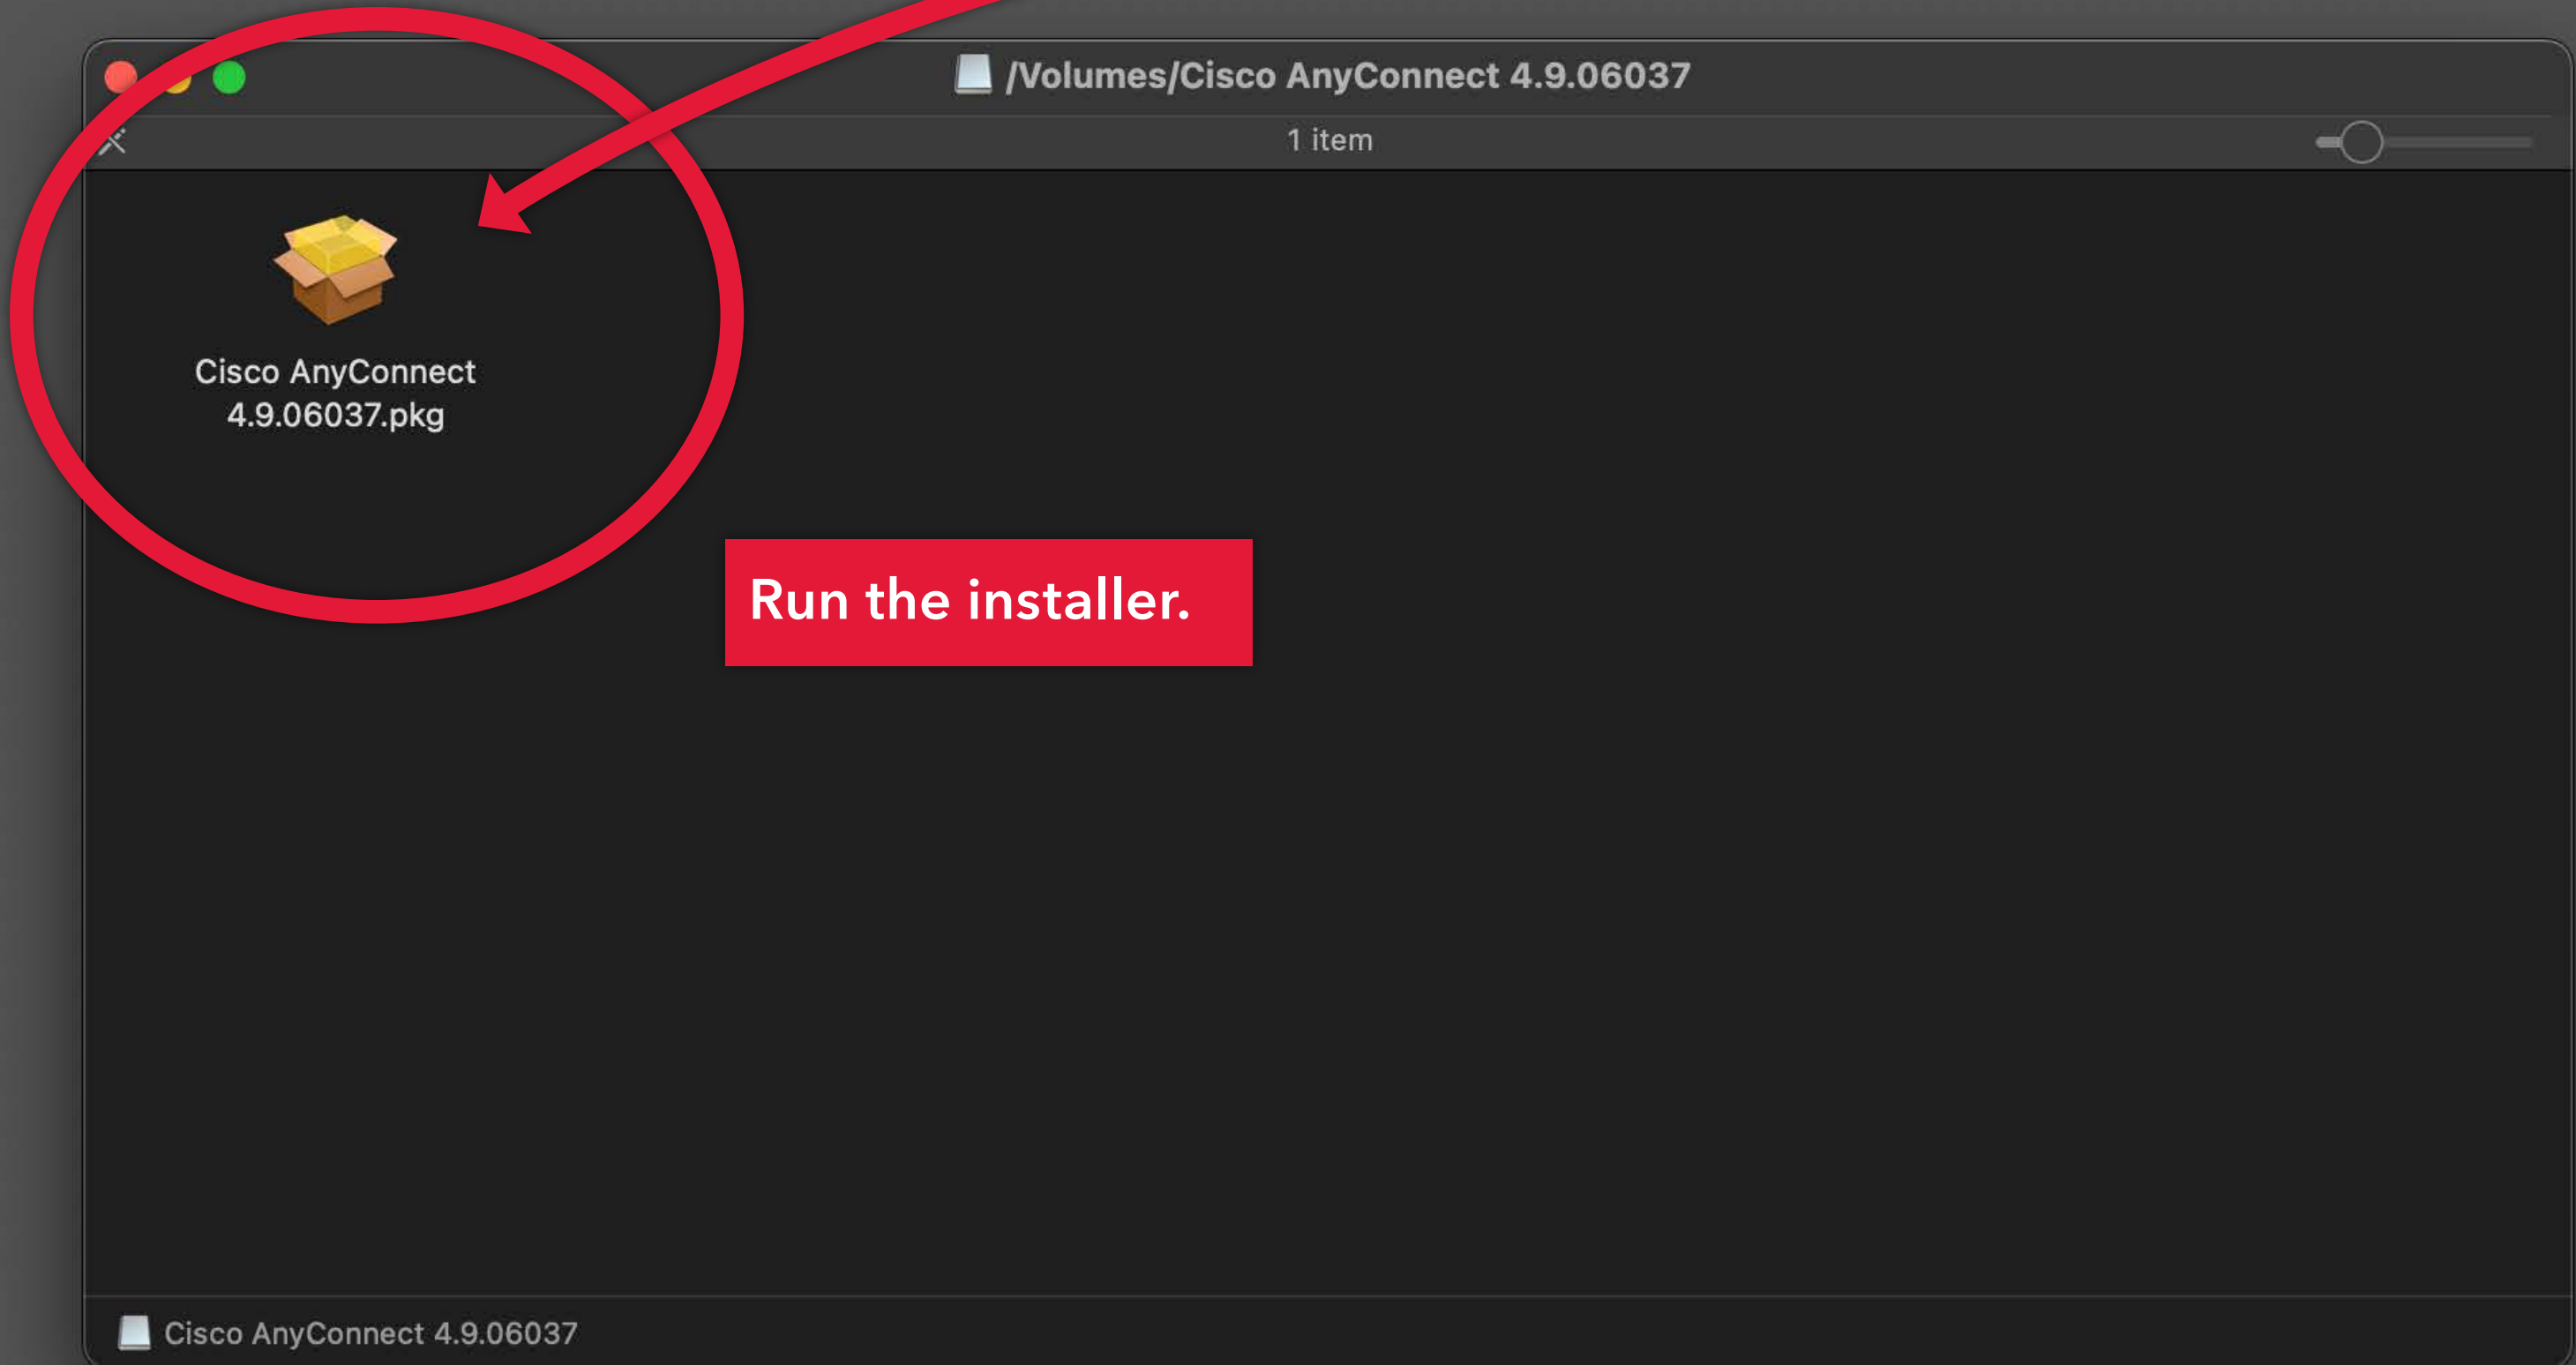 /Volumes/Cisco AnyConnect 4.9.06037
1 item
Cisco AnyConnect
4.9.06037.pkg
Run the installer.
Cisco AnyConnect 4.9.06037